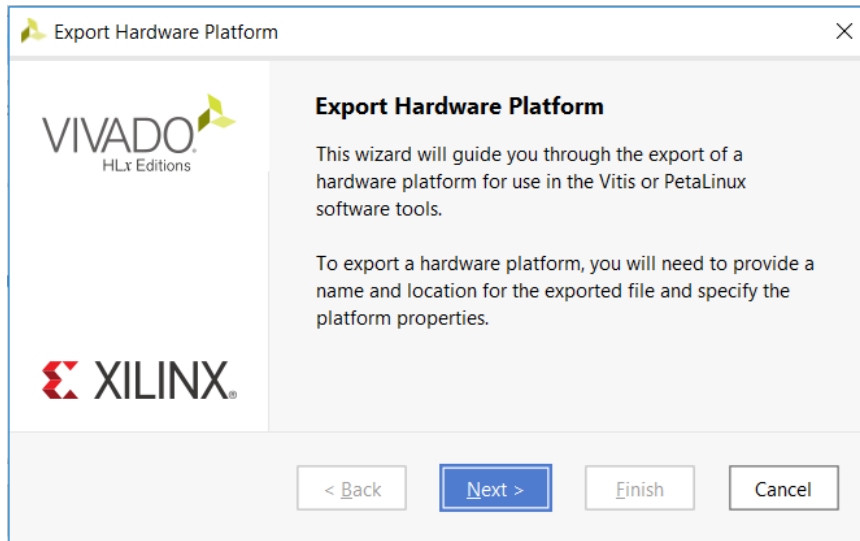 Export Hardware Platform
VIVADO.
HLx Editions
Export Hardware Platform
This wizard will guide you through the export of a
hardware platform for use in the Vitis or PetaLinux
software tools.
To export a hardware platform, you will need to provide a
name and location for the exported file and specify the
platform properties.
XILINX®
< Back
Next >
Finish
Cancel